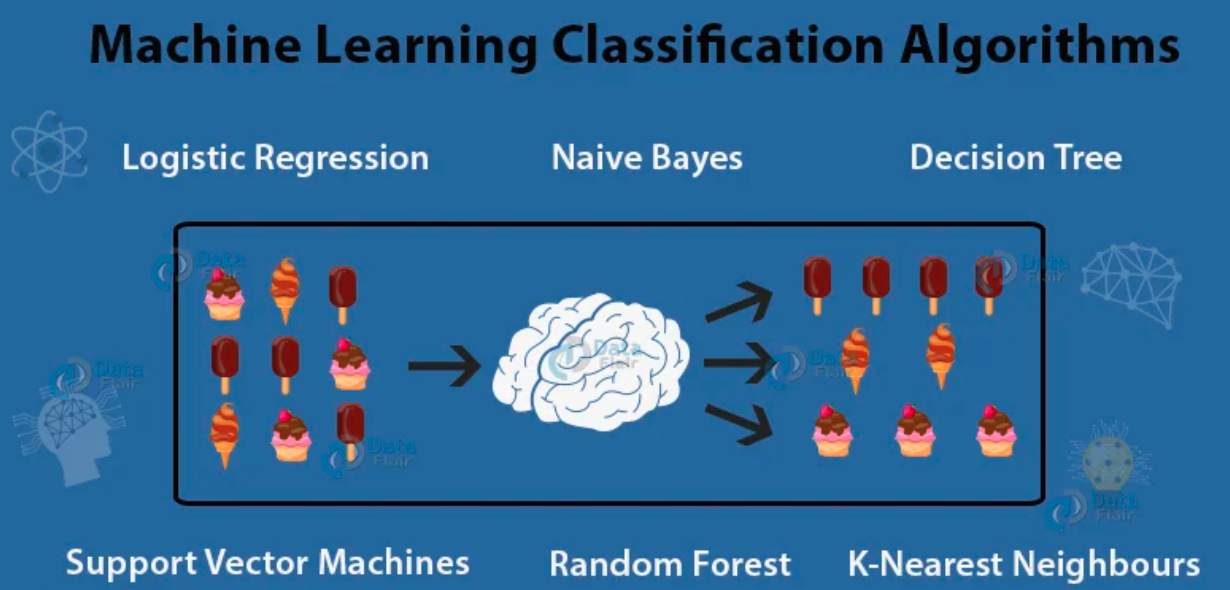 Machine Learning Classification Algorithms
Logistic Regression
Naive Bayes
Decision Tree
Data
Flair
Data
Flair
Data
Flair
Data
Flair
Data
Flair
Data
Flair
Data
Flair
Support Vector Machines
Random Forest
K-Nearest Neighbours